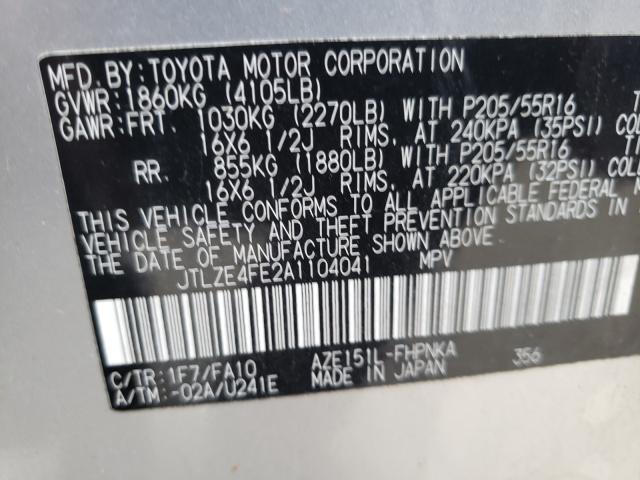 MFD.BY:TOYOTA MOTOR CORPORATION
GVWR:1860KG (4105LB)
GAWR:FRT. 1030KG (2270LB) WITH P205/55R16
16X6 1/2J RIMS, AT 240KPA (35PSI)
RR. 855KG (1880LB) WITH P205/55R16
16X6 1/2J RIMS, AT 220KPA (32PSI) COL
THIS VEHICLE CONFORMS TO ALL APPLICABLE FEDERAL
VEHICLE SAFETY AND THEFT PREVENTION STANDARDS IN
THE DATE OF MANUFACTURE SHOWN ABOVE.
JTLZE4FE2A1104041 MPV
C/TR:1F7/FA10 AZE151L-FHPNKA 356
A/TM:-02A/U241E MADE IN JAPAN